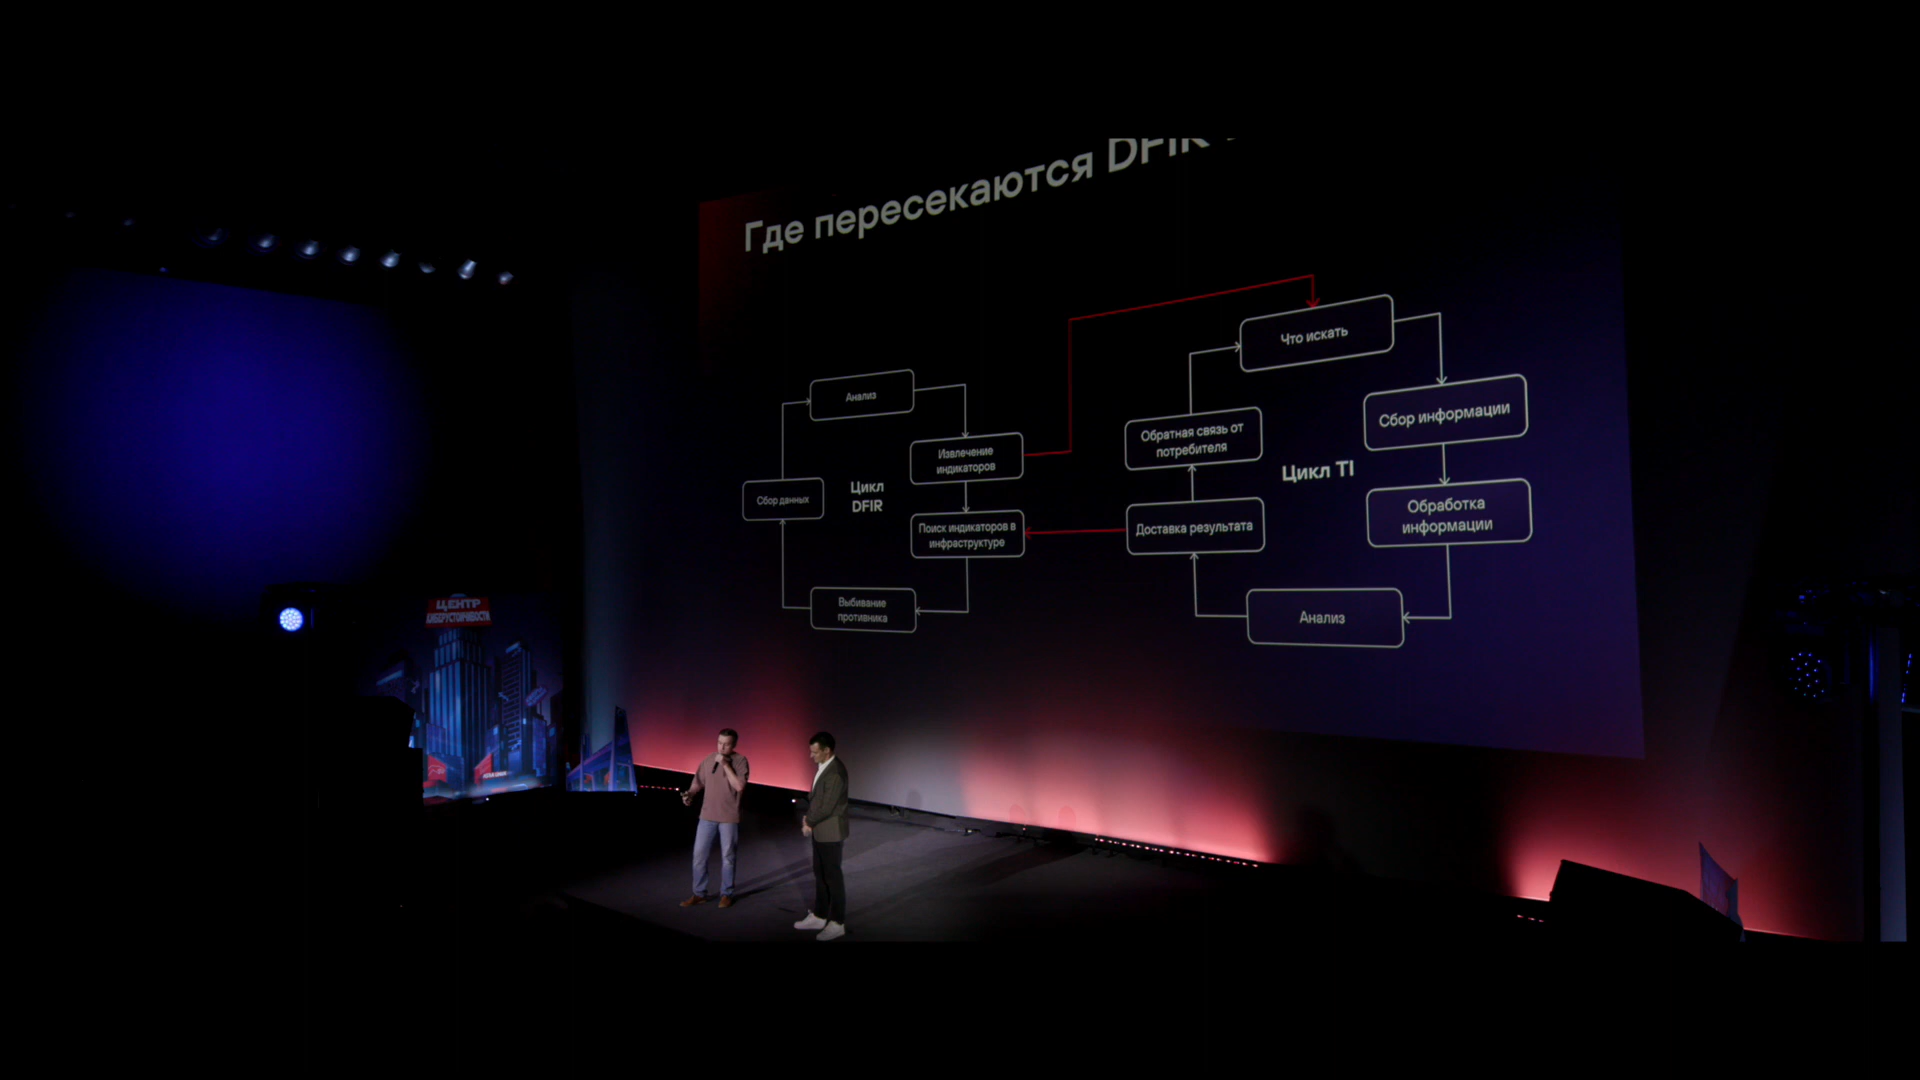 Где пересекаются DFIR
Анализ
Извлечение
индикаторов
Сбор данных
Цикл
DFIR
Поиск индикаторов в
инфраструктуре
Выбивание
противника
Что искать
Сбор информации
Обратная связь от
потребителя
Цикл TI
Доставка результата
Обработка
информации
Анализ
ЦЕНТР
КИБЕРУСТОЙЧИВОСТИ